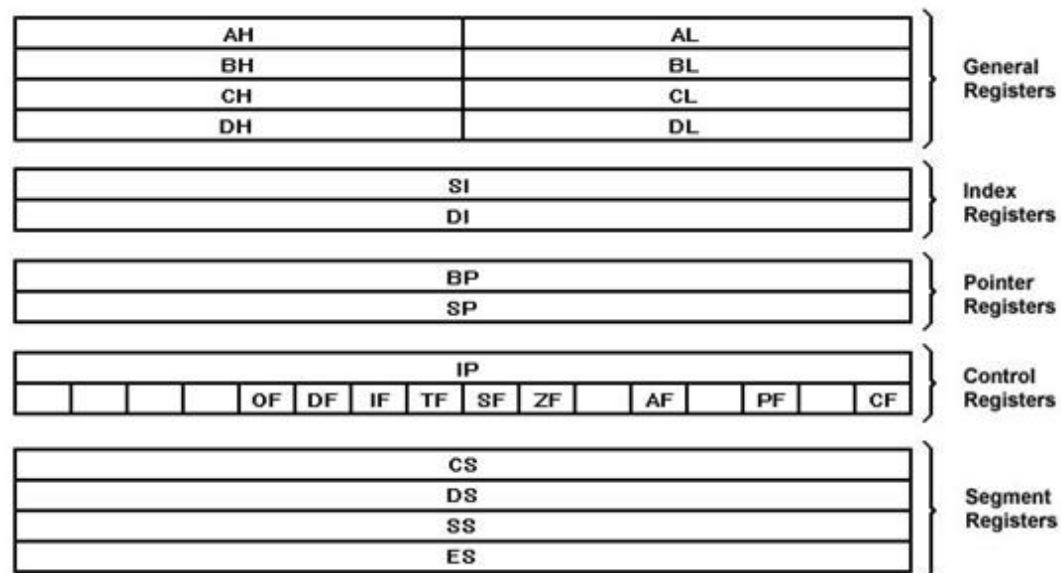 AH AL
BH BL
CH CL
DH DL
General
Registers
SI
DI
Index
Registers
BP
SP
Pointer
Registers
IP
OF DF IF TF SF ZF AF PF CF
Control
Registers
CS
DS
SS
ES
Segment
Registers